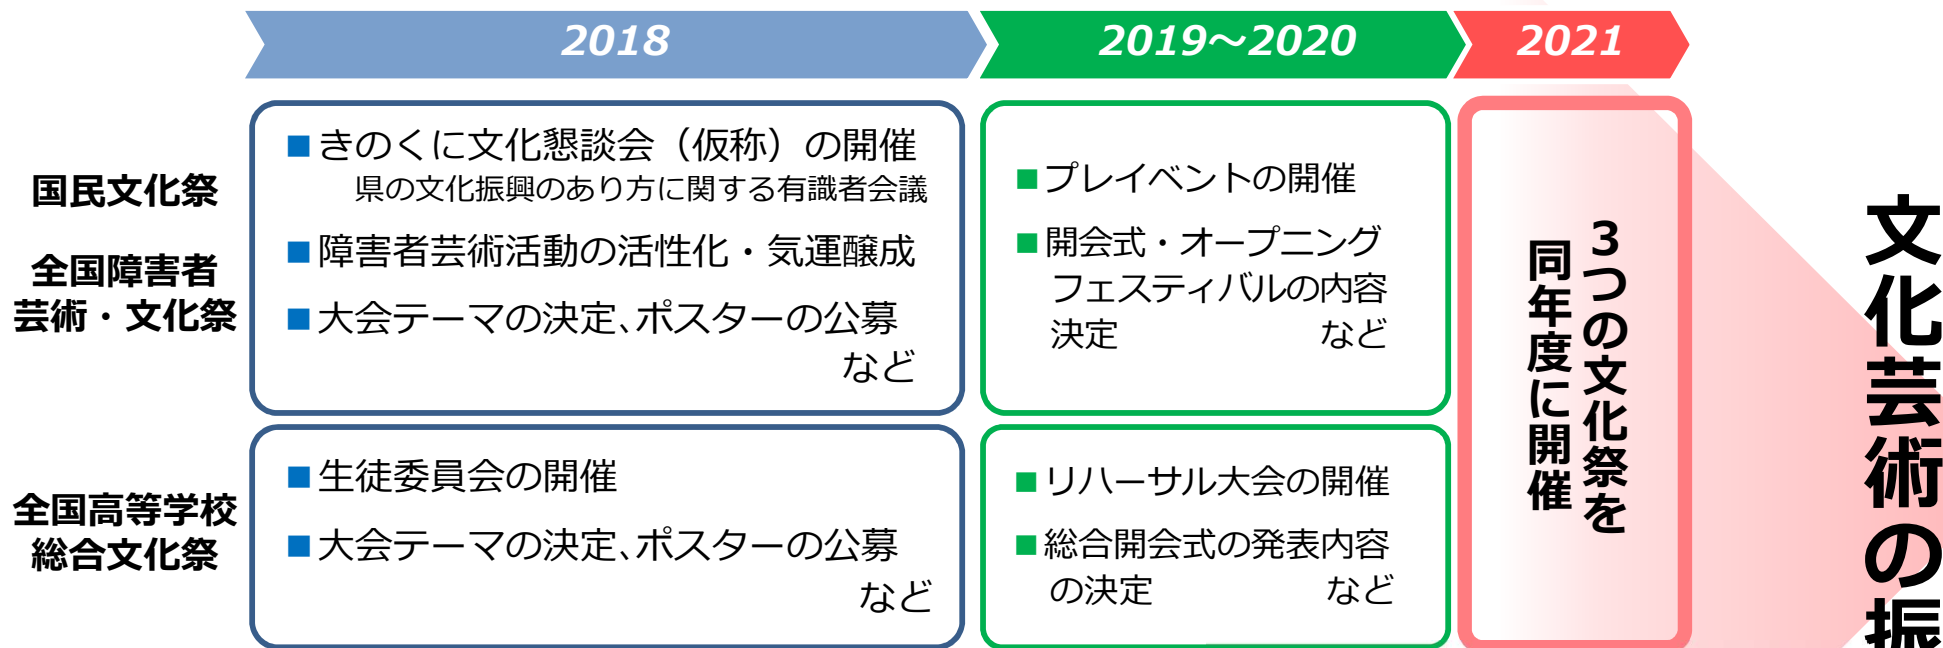 2018
2019～2020
2021
国民文化祭
全国障害者
芸術・文化祭
■きのくに文化懇談会（仮称）の開催
県の文化振興のあり方に関する有識者会議
■障害者芸術活動の活性化・気運醸成
■大会テーマの決定、ポスターの公募
など
■プレイベントの開催
■開会式・オープニング
フェスティバルの内容
決定 など
全国高等学校
総合文化祭
■生徒委員会の開催
■大会テーマの決定、ポスターの公募
など
■リハーサル大会の開催
■総合開会式の発表内容
の決定 など
３つの文化祭を
同年度に開催
文化芸術の振